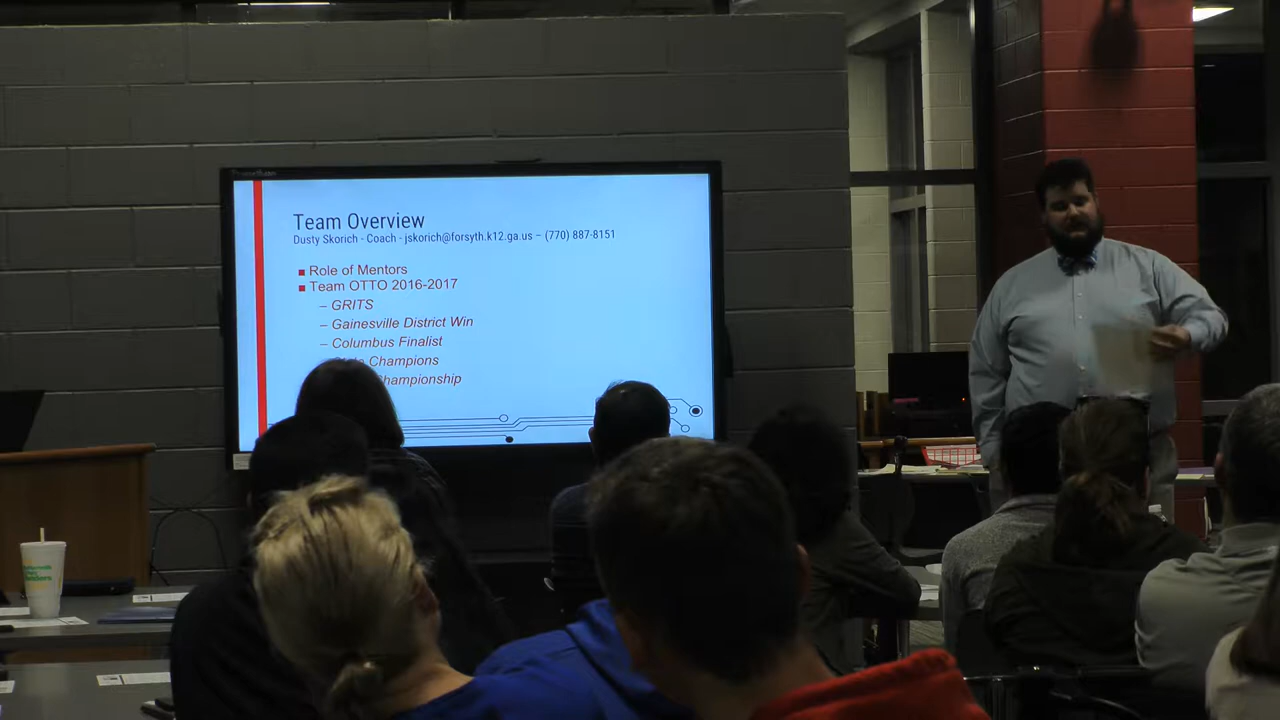 Team Overview
Dusty Skorich - Coach - jskorich@forsyth.k12.ga.us – (770) 887-8151
■ Role of Mentors
■ Team OTTO 2016-2017
– GRITS
– Gainesville District Win
– Columbus Finalist
Champions
Championship